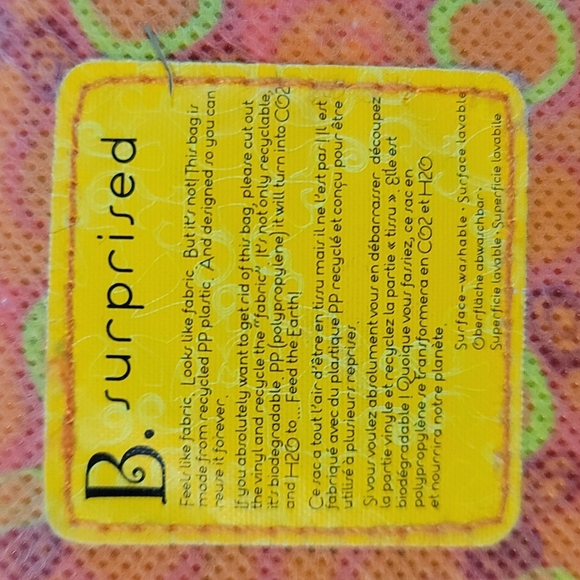 B. surprised
Feels like fabric. Looks like fabric. But it's not! This bag is
made from recycled PP plastic. And designed so you can
reuse it forever.
If you absolutely want to get rid of this bag, please cut out
the vinyl and recycle the "fabric". It's not only recyclable,
it's biodegradable. PP (polypropylene) it will turn into CO2
and H2O to... Feed the Earth!
Ce sac a tout l'air d'être en tissu mais il ne l'est pas ! Il est
fabriqué avec du plastique PP recyclé et conçu pour être
utilisé à plusieurs reprises.
Si vous voulez absolument vous en débarrasser, découpez
la partie vinyle et recyclez la partie « tissu ». Elle est
biodégradable ! Quoique vous fassiez, ce sac en
polypropylène se transformera en CO2 et H2O
et nourrira notre planète.
Surface-washable · Surface lavable
Oberfläche abwaschbar ·
Superficie lavable · Superficie lavabile